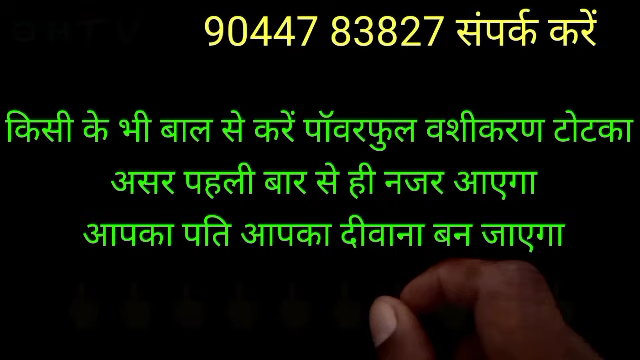 90447 83827 संपर्क करें
किसी के भी बाल से करें पॉवरफुल वशीकरण टोटका
असर पहली बार से ही नजर आएगा
आपका पति आपका दीवाना बन जाएगा